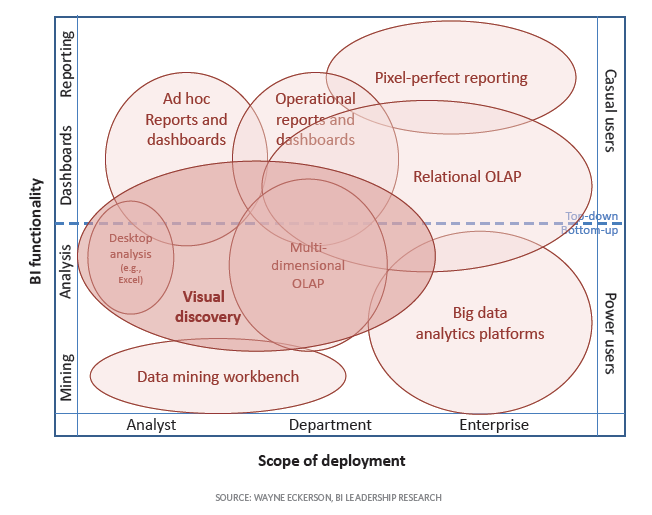 Reporting
Dashboards
Analysis
Mining
BI functionality
Casual users
Power users
Pixel-perfect reporting
Ad hoc
Reports and
dashboards
Operational
reports and
dashboards
Relational OLAP
Top-down
Bottom-up
Desktop
analysis
(e.g.,
Excel)
Multi-
dimensional
OLAP
Visual
discovery
Big data
analytics platforms
Data mining workbench
Analyst
Department
Enterprise
Scope of deployment
SOURCE: WAYNE ECKERSON, BI LEADERSHIP RESEARCH